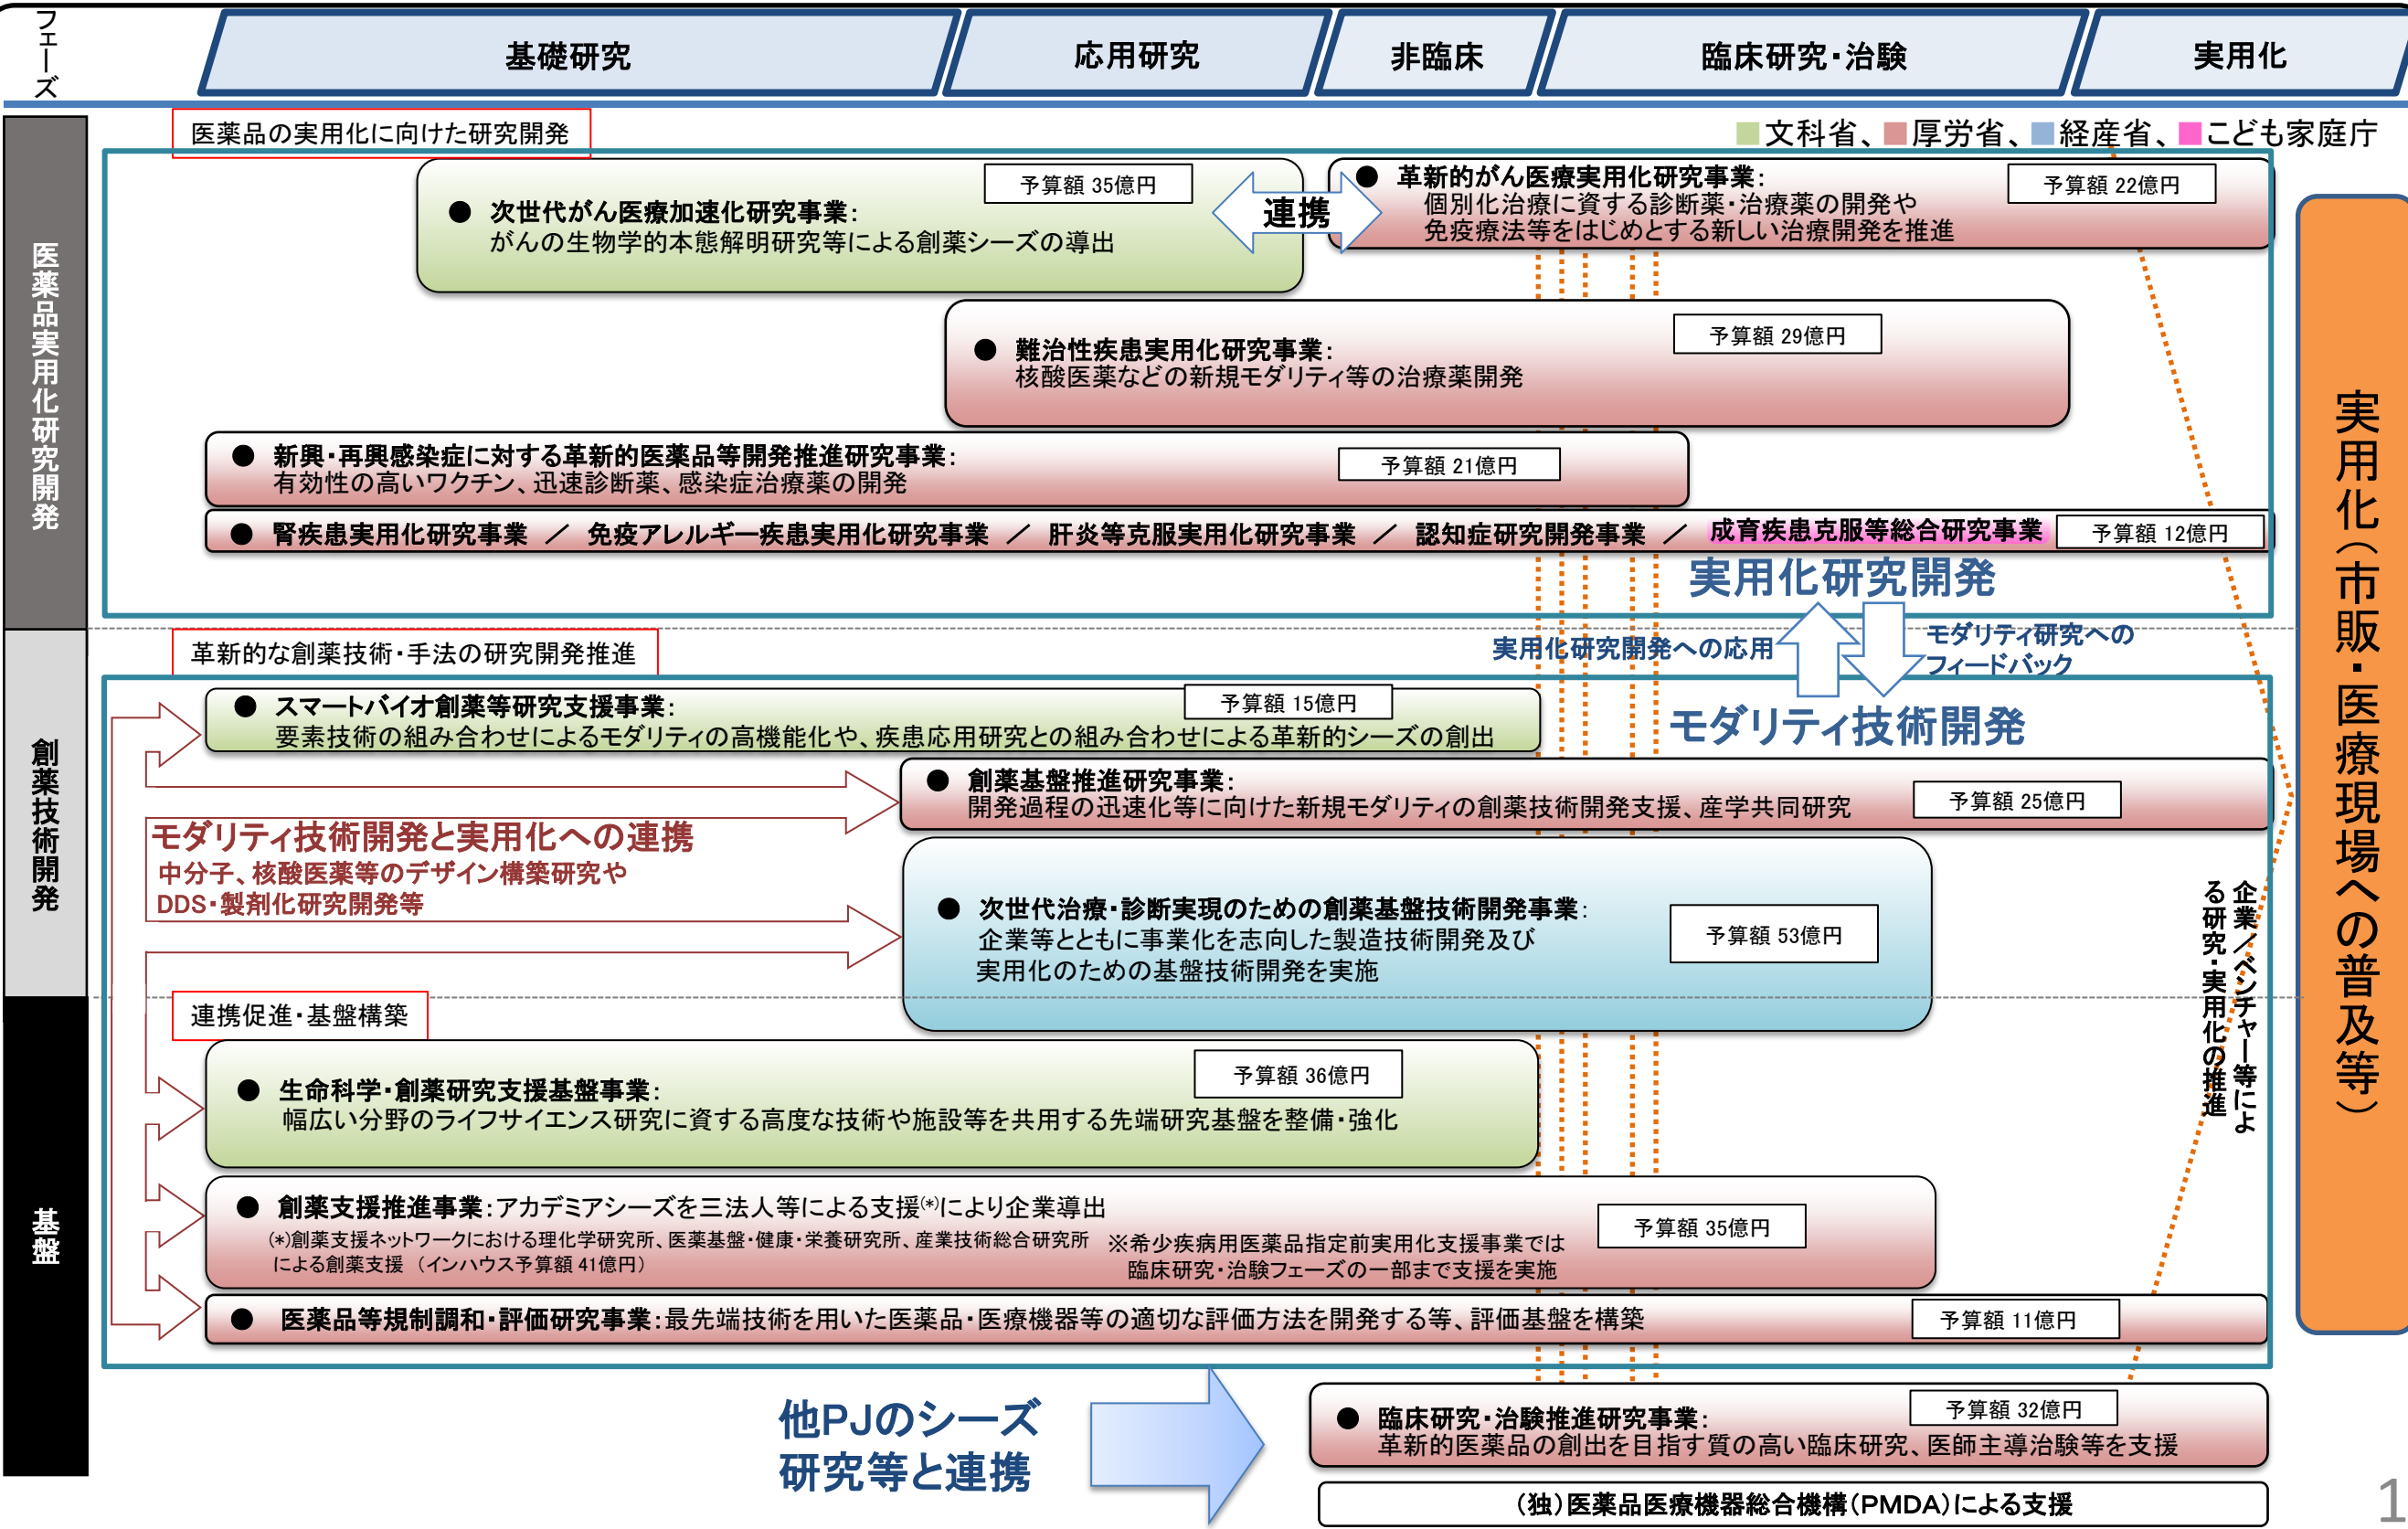 フェーズ
基礎研究
応用研究
非臨床
臨床研究・治験
実用化
医薬品の実用化に向けた研究開発
■文科省、■厚労省、■経産省、■こども家庭庁
医薬品実用化研究開発
● 次世代がん医療加速化研究事業：
がんの生物学的本態解明研究等による創薬シーズの導出
予算額 35億円
連携
● 革新的がん医療実用化研究事業：
個別化治療に資する診断薬・治療薬の開発や
免疫療法等をはじめとする新しい治療開発を推進
予算額 22億円
● 難治性疾患実用化研究事業：
核酸医薬などの新規モダリティ等の治療薬開発
予算額 29億円
● 新興・再興感染症に対する革新的医薬品等開発推進研究事業：
有効性の高いワクチン、迅速診断薬、感染症治療薬の開発
予算額 21億円
● 腎疾患実用化研究事業 ／ 免疫アレルギー疾患実用化研究事業 ／ 肝炎等克服実用化研究事業 ／ 認知症研究開発事業 ／ 成育疾患克服等総合研究事業
予算額 12億円
実用化研究開発
実用化研究開発への応用
モダリティ研究への
フィードバック
モダリティ技術開発
革新的な創薬技術・手法の研究開発推進
創薬技術開発
● スマートバイオ創薬等研究支援事業：
要素技術の組み合わせによるモダリティの高機能化や、疾患応用研究との組み合わせによる革新的シーズの創出
予算額 15億円
● 創薬基盤推進研究事業：
開発過程の迅速化等に向けた新規モダリティの創薬技術開発支援、産学共同研究
予算額 25億円
モダリティ技術開発と実用化への連携
中分子、核酸医薬等のデザイン構築研究や
DDS・製剤化研究開発等
● 次世代治療・診断実現のための創薬基盤技術開発事業：
企業等とともに事業化を志向した製造技術開発及び
実用化のための基盤技術開発を実施
予算額 53億円
連携促進・基盤構築
基盤
● 生命科学・創薬研究支援基盤事業：
幅広い分野のライフサイエンス研究に資する高度な技術や施設等を共用する先端研究基盤を整備・強化
予算額 36億円
● 創薬支援推進事業：アカデミアシーズを三法人等による支援(*)により企業導出
(*)創薬支援ネットワークにおける理化学研究所、医薬基盤・健康・栄養研究所、産業技術総合研究所
による創薬支援 （インハウス予算額 41億円）
※希少疾病用医薬品指定前実用化支援事業では
臨床研究・治験フェーズの一部まで支援を実施
予算額 35億円
● 医薬品等規制調和・評価研究事業：最先端技術を用いた医薬品・医療機器等の適切な評価方法を開発する等、評価基盤を構築
予算額 11億円
企業／ベンチャー等によ
る研究・実用化の推進
実用化（市販・医療現場への普及等）
他PJのシーズ
研究等と連携
● 臨床研究・治験推進研究事業：
革新的医薬品の創出を目指す質の高い臨床研究、医師主導治験等を支援
予算額 32億円
（独）医薬品医療機器総合機構（PMDA）による支援
1